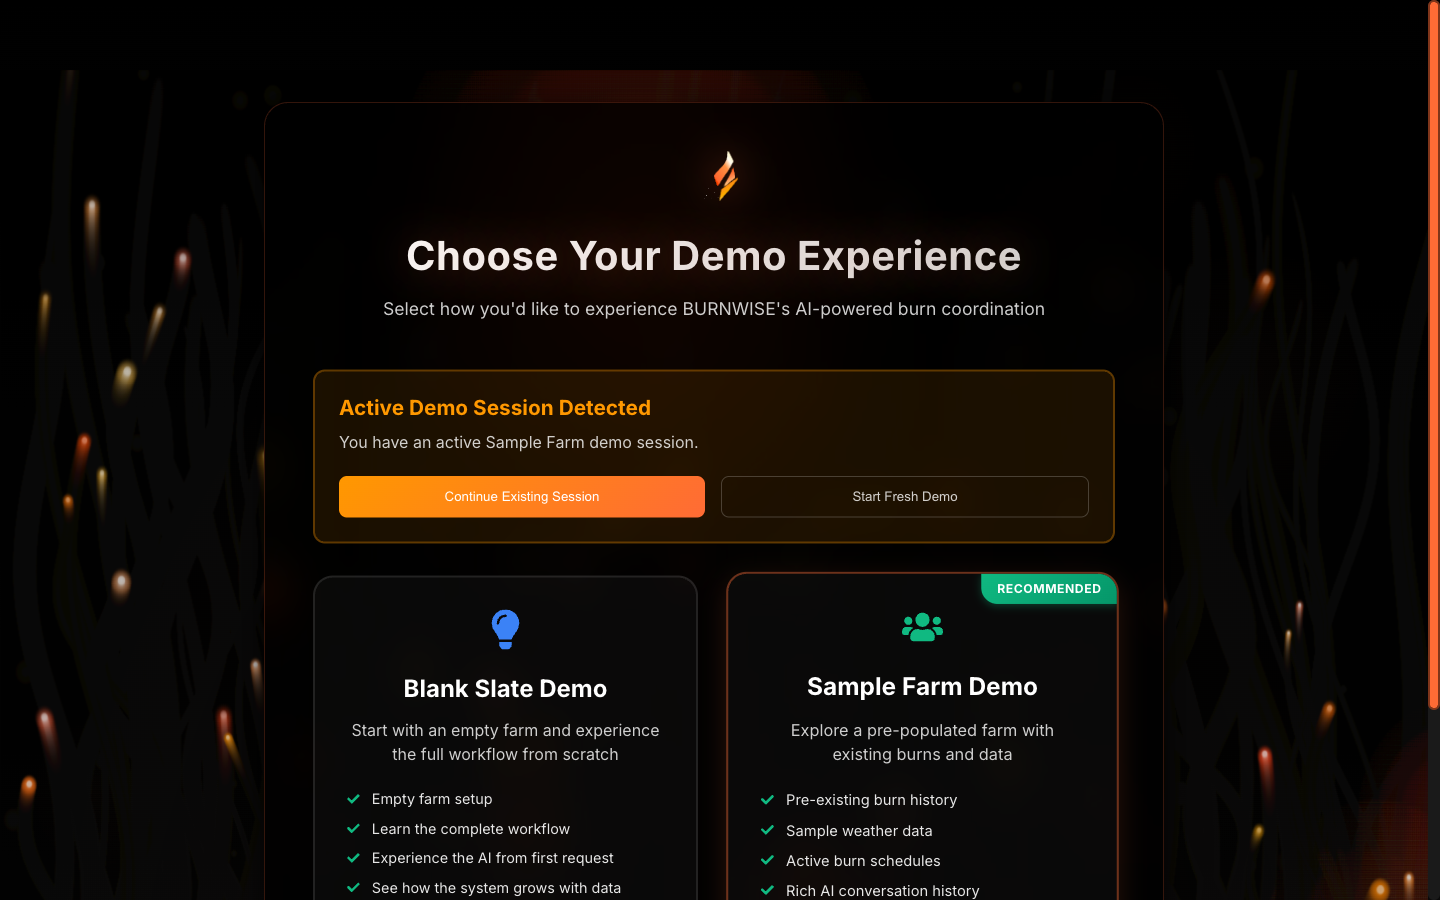 Choose Your Demo Experience
Select how you'd like to experience BURNWISE's AI-powered burn coordination
Active Demo Session Detected
You have an active Sample Farm demo session.
Continue Existing Session
Start Fresh Demo
Blank Slate Demo
Start with an empty farm and experience
the full workflow from scratch
Empty farm setup
Learn the complete workflow
Experience the AI from first request
See how the system grows with data
RECOMMENDED
Sample Farm Demo
Explore a pre-populated farm with
existing burns and data
Pre-existing burn history
Sample weather data
Active burn schedules
Rich AI conversation history